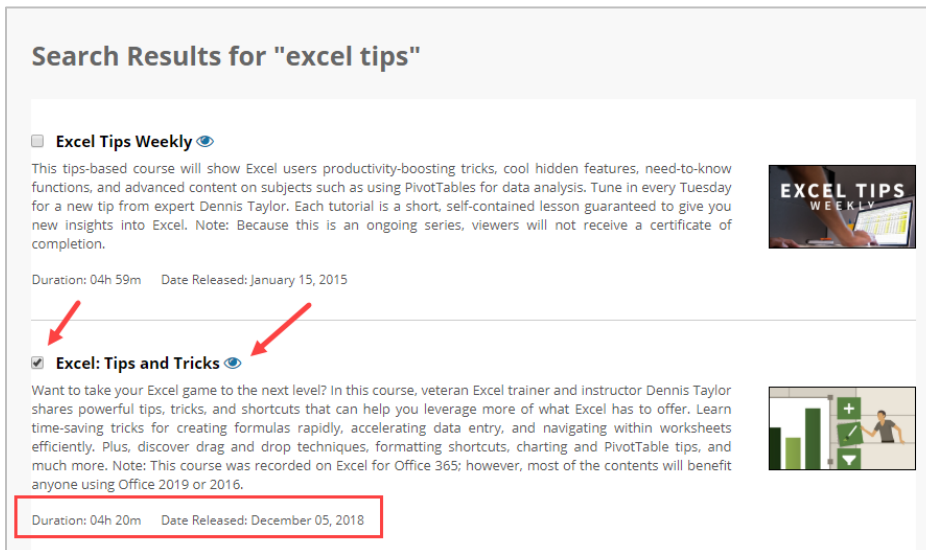 Search Results for "excel tips"
Excel Tips Weekly
This tips-based course will show Excel users productivity-boosting tricks, cool hidden features, need-to-know
functions, and advanced content on subjects such as using PivotTables for data analysis. Tune in every Tuesday
for a new tip from expert Dennis Taylor. Each tutorial is a short, self-contained lesson guaranteed to give you
new insights into Excel. Note: Because this is an ongoing series, viewers will not receive a certificate of
completion.
EXCEL TIPS
WEEKLY
Duration: 04h 59m Date Released: January 15, 2015
Excel: Tips and Tricks
Want to take your Excel game to the next level? In this course, veteran Excel trainer and instructor Dennis Taylor
shares powerful tips, tricks, and shortcuts that can help you leverage more of what Excel has to offer. Learn
time-saving tricks for creating formulas rapidly, accelerating data entry, and navigating within worksheets
efficiently. Plus, discover drag and drop techniques, formatting shortcuts, charting and PivotTable tips, and
much more. Note: This course was recorded on Excel for Office 365; however, most of the contents will benefit
anyone using Office 2019 or 2016.
Duration: 04h 20m Date Released: December 05, 2018